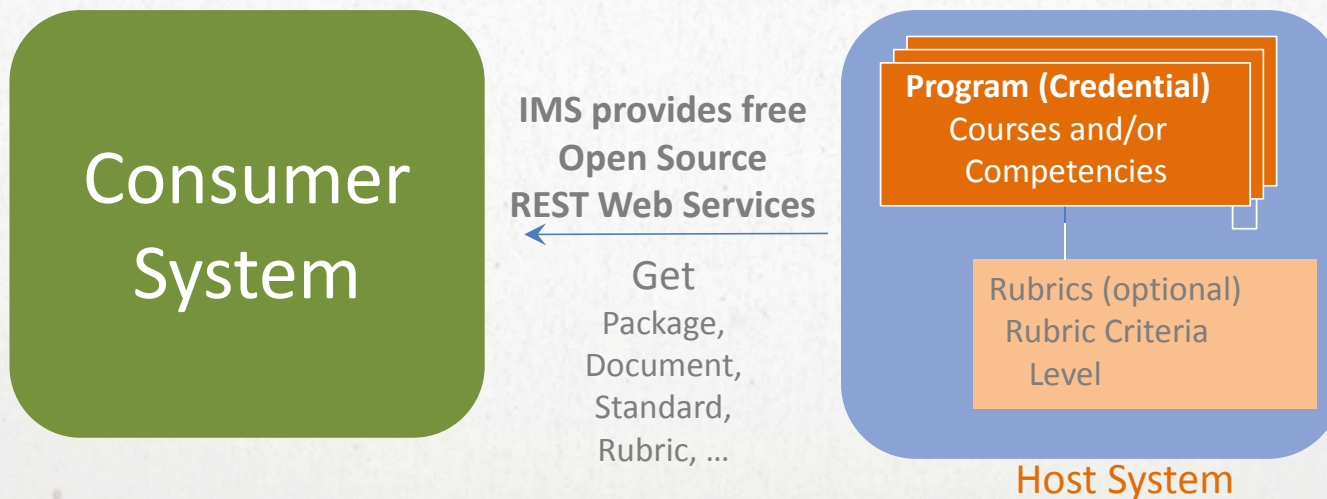 Consumer
System
IMS provides free
Open Source
REST Web Services
Get
Package,
Document,
Standard,
Rubric, ...
Program (Credential)
Courses and/or
Competencies
Rubrics (optional)
Rubric Criteria
Level
Host System